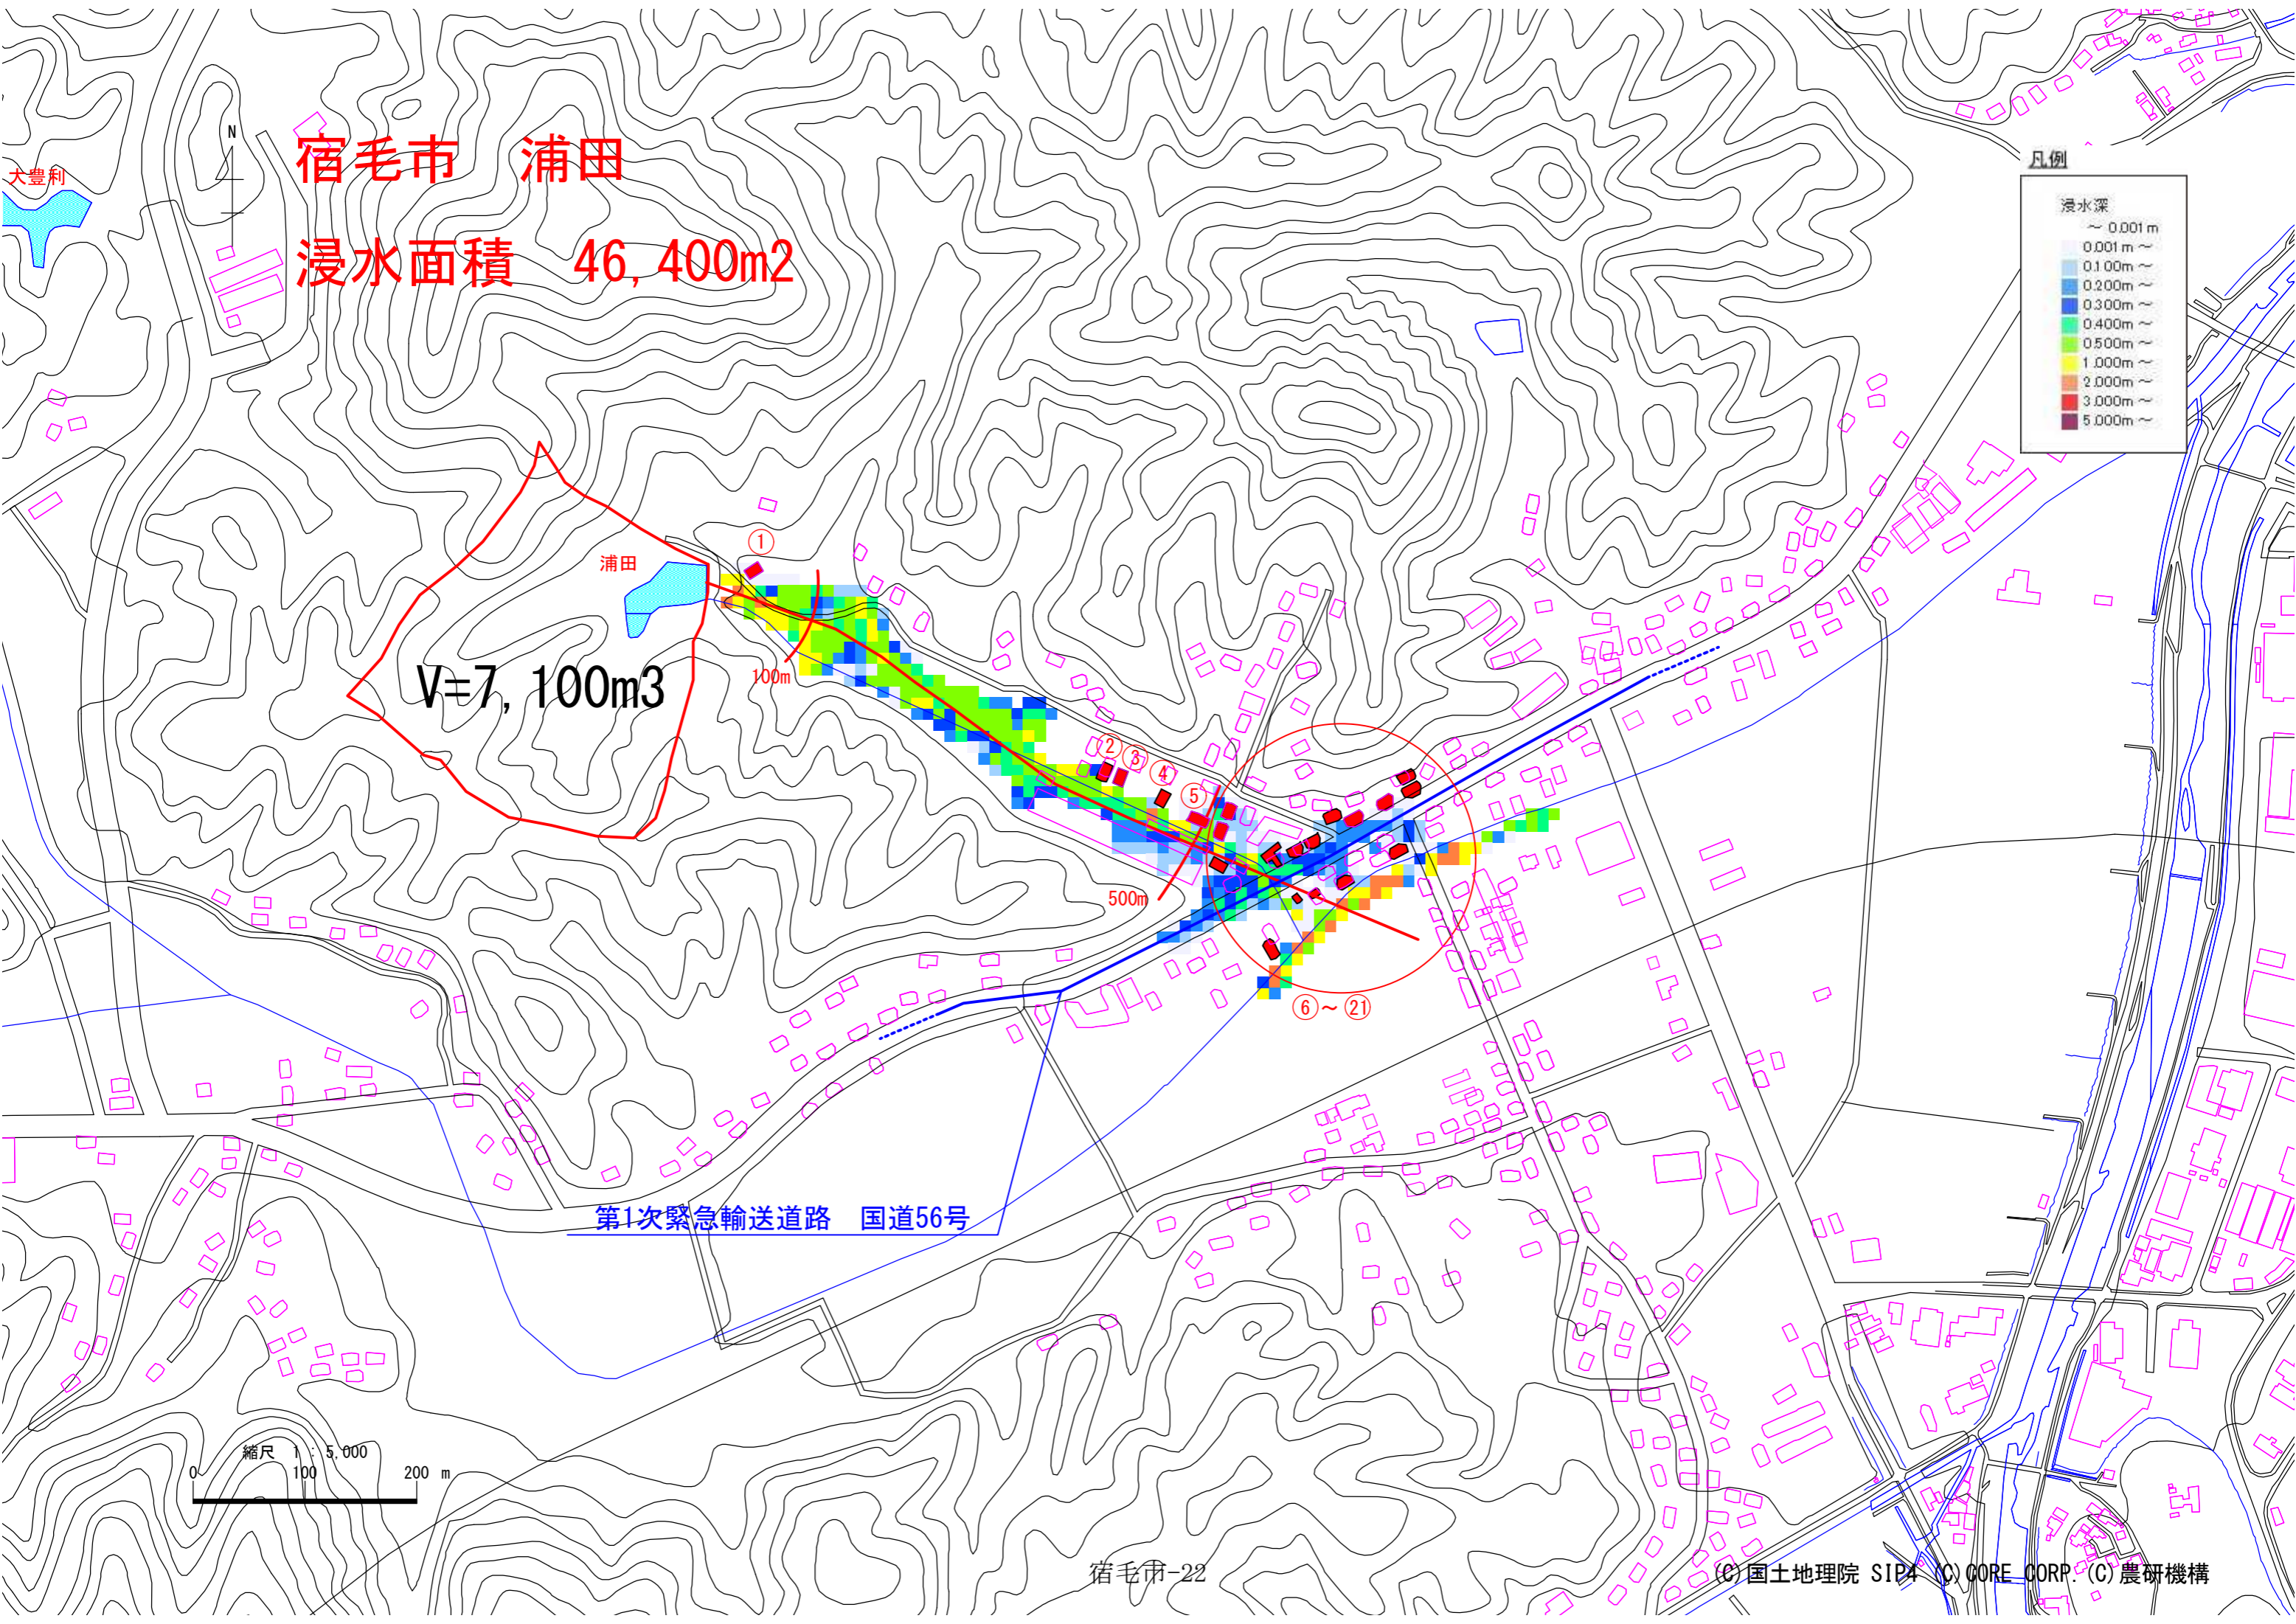 宿毛市　浦田
浸水面積　46,400m2
N
大豊利
凡例
浸水深
～ 0.001 m
0.001 m ～
0.100m ～
0.200m ～
0.300m ～
0.400m ～
0.500m ～
1.000m ～
2.000m ～
3.000m ～
5.000m ～
浦田
①
V=7,100m3
100m
②
③
④
⑤
500m
⑥～㉑
第1次緊急輸送道路　国道56号
縮尺 1 : 5,000
0 100 200 m
宿毛市-22
(C)国土地理院 SIP4 (C)CORE CORP. (C)農研機構